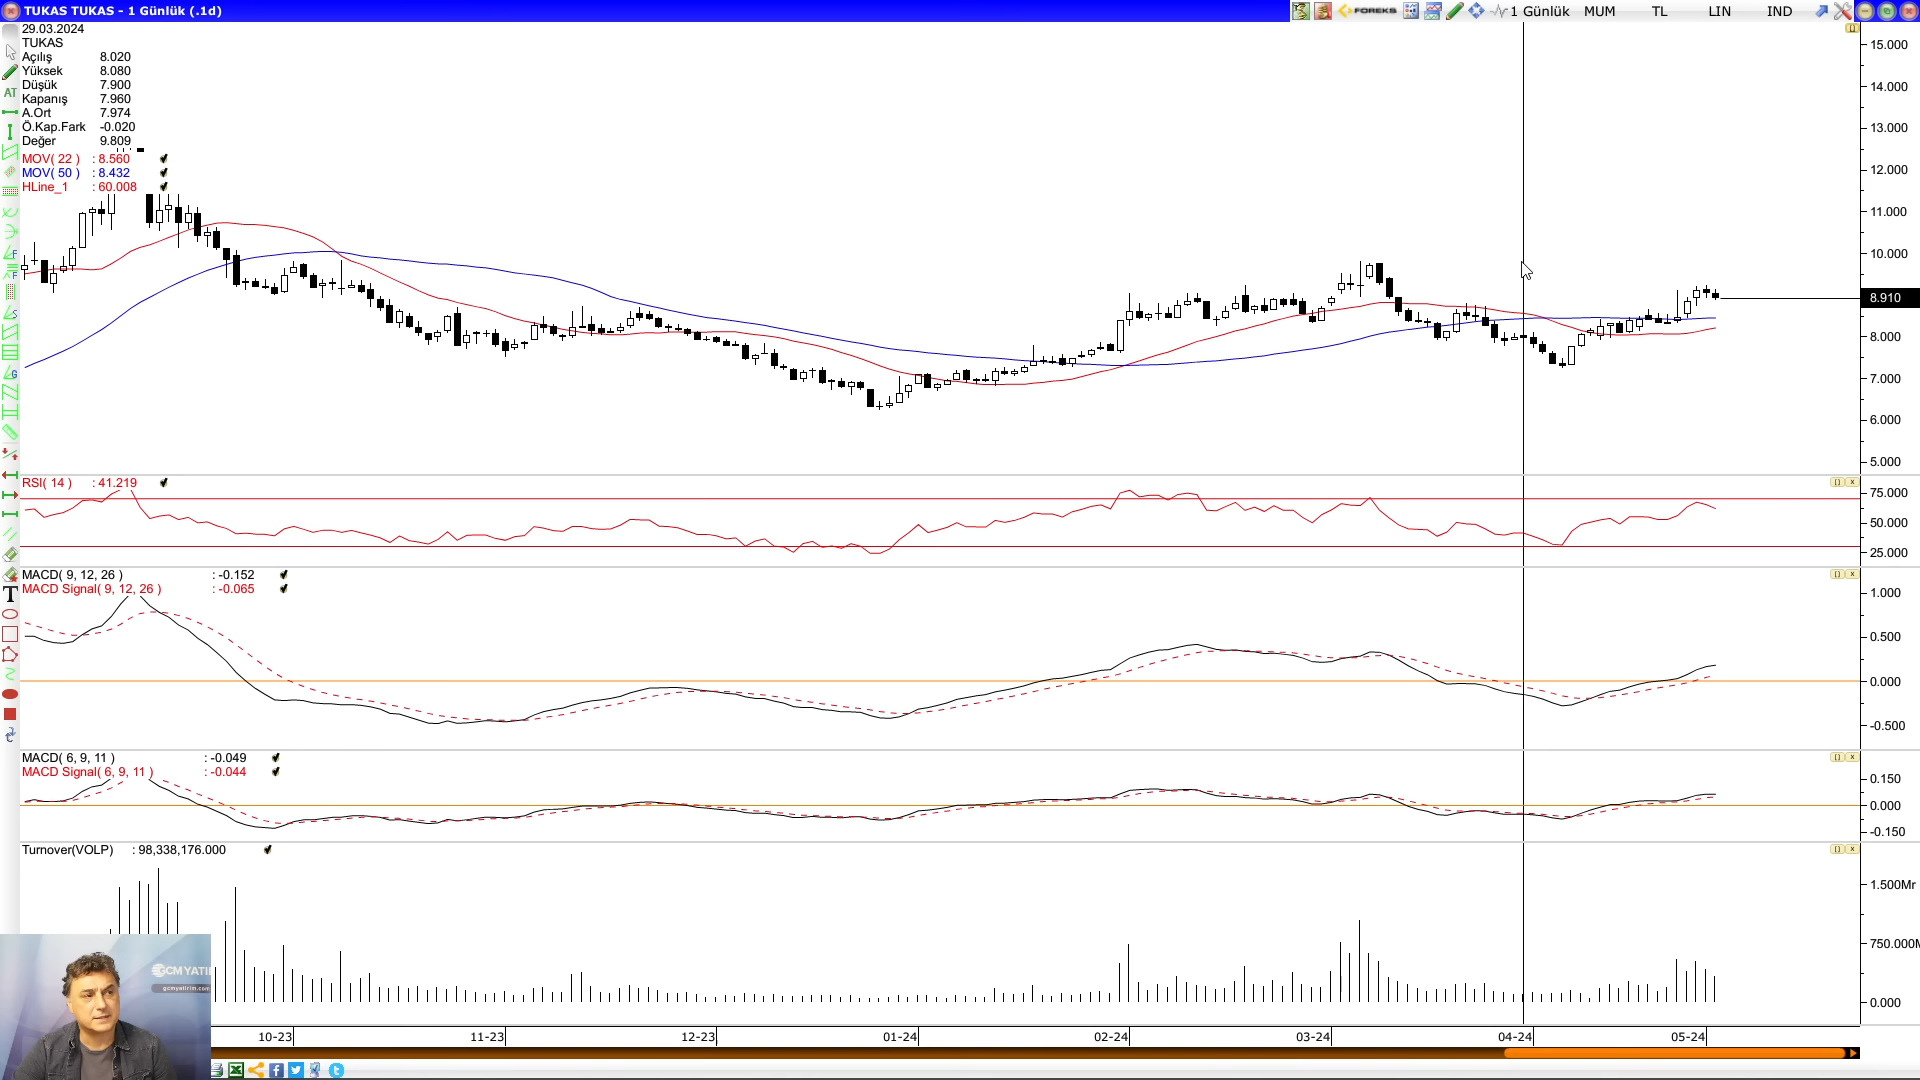 TUKAS TUKAS - 1 Günlük (.1d)
FOREKS 1 Günlük MUM TL LIN IND
29.03.2024
TUKAS
Açılış 8.020
Yüksek 8.080
Düşük 7.900
Kapanış 7.960
A.Ort 7.974
Ö.Kap.Fark -0.020
Değer 9.809
MOV( 22 ) : 8.560
MOV( 50 ) : 8.432
HLine_1 : 60.008
15.000
14.000
13.000
12.000
11.000
10.000
8.910
8.000
7.000
6.000
5.000
RSI( 14 ) : 41.219
75.000
50.000
25.000
MACD( 9, 12, 26 ) : -0.152
MACD Signal( 9, 12, 26 ) : -0.065
1.000
0.500
0.000
-0.500
MACD( 6, 9, 11 ) : -0.049
MACD Signal( 6, 9, 11 ) : -0.044
0.150
0.000
-0.150
Turnover(VOLP) : 98,338,176.000
1.500Mr
750.000M
0.000
GCM YATI
gcmyatirim.com
10-23 11-23 12-23 01-24 02-24 03-24 04-24 05-24
AT
T